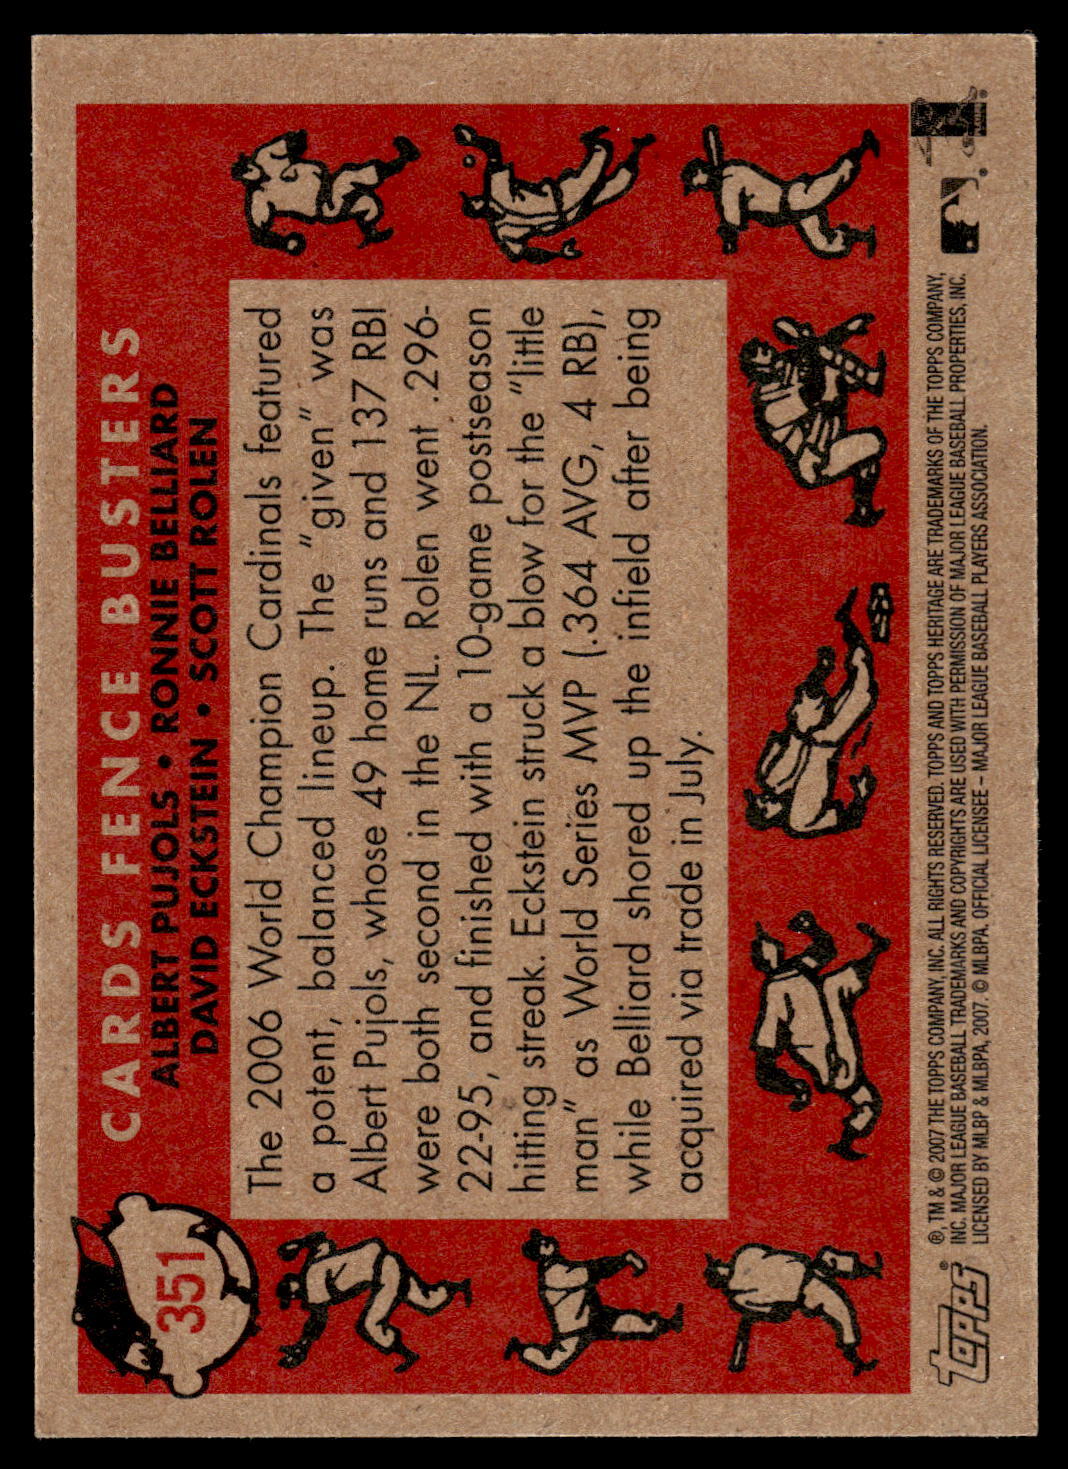 351
CARDS FENCE BUSTERS
ALBERT PUJOLS • RONNIE BELLIARD
DAVID ECKSTEIN • SCOTT ROLEN
The 2006 World Champion Cardinals featured
a potent, balanced lineup. The "given" was
Albert Pujols, whose 49 home runs and 137 RBI
were both second in the NL. Rolen went .296-
22-95, and finished with a 10-game postseason
hitting streak. Eckstein struck a blow for the "little
man" as World Series MVP (.364 AVG, 4 RBI),
while Belliard shored up the infield after being
acquired via trade in July.
Topps®
®, TM & © 2007 THE TOPPS COMPANY, INC. ALL RIGHTS RESERVED. TOPPS AND TOPPS HERITAGE ARE TRADEMARKS OF THE TOPPS COMPANY,
INC. MAJOR LEAGUE BASEBALL TRADEMARKS AND COPYRIGHTS ARE USED WITH PERMISSION OF MAJOR LEAGUE BASEBALL PROPERTIES, INC.
LICENSED BY MLBP & MLBPA, 2007. © MLBPA. OFFICIAL LICENSEE – MAJOR LEAGUE BASEBALL PLAYERS ASSOCIATION.